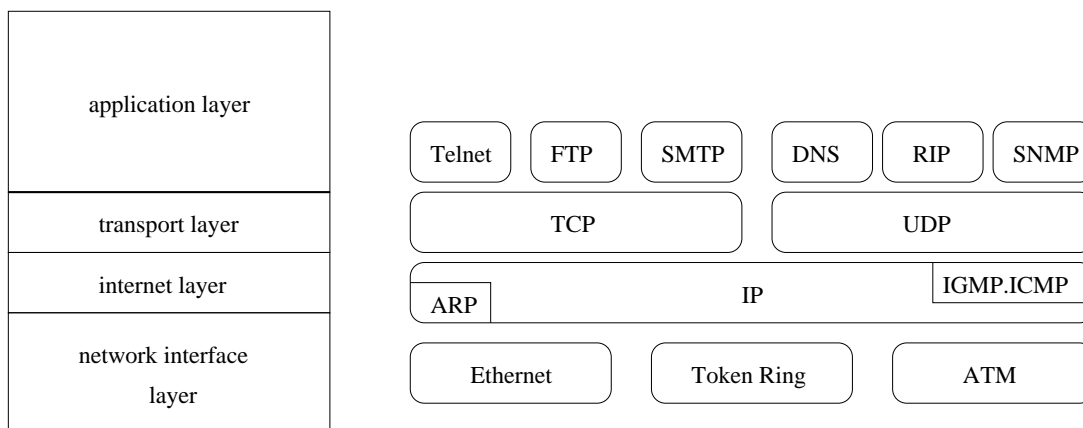 application layer
Telnet FTP SMTP DNS RIP SNMP
transport layer
TCP UDP
internet layer
ARP IP IGMP.ICMP
network interface
layer
Ethernet Token Ring ATM